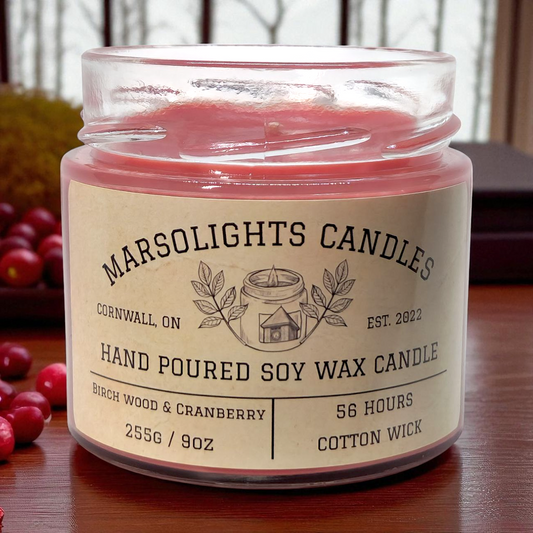 MARSOLIGHTS CANDLES
CORNWALL, ON
EST. 2022
HAND POURED SOY WAX CANDLE
BIRCH WOOD & CRANBERRY
255G / 9OZ
56 HOURS
COTTON WICK